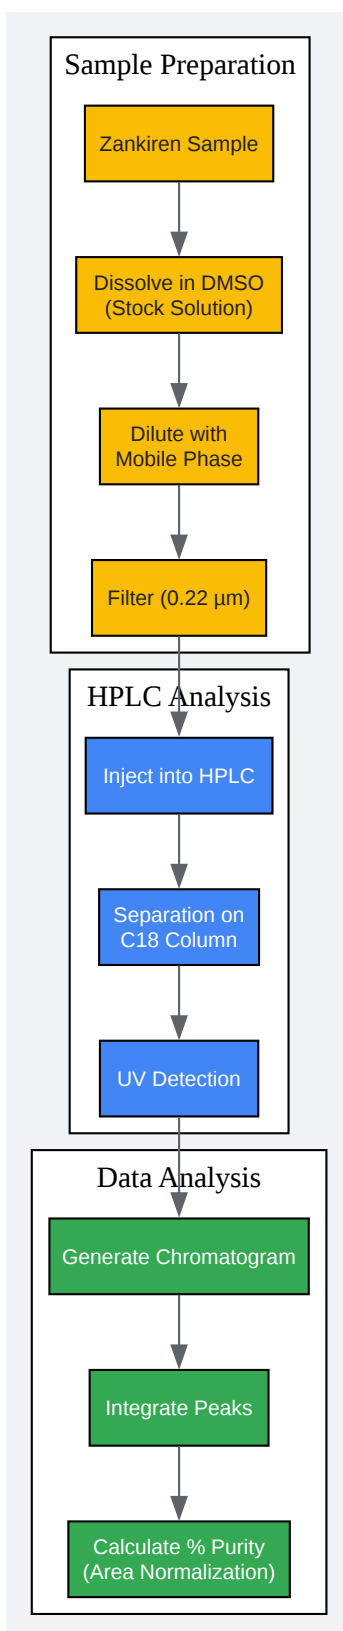 Sample Preparation
Zankiren Sample
Dissolve in DMSO
(Stock Solution)
Dilute with
Mobile Phase
Filter (0.22 µm)
HPLC Analysis
Inject into HPLC
Separation on
C18 Column
UV Detection
Data Analysis
Generate Chromatogram
Integrate Peaks
Calculate % Purity
(Area Normalization)